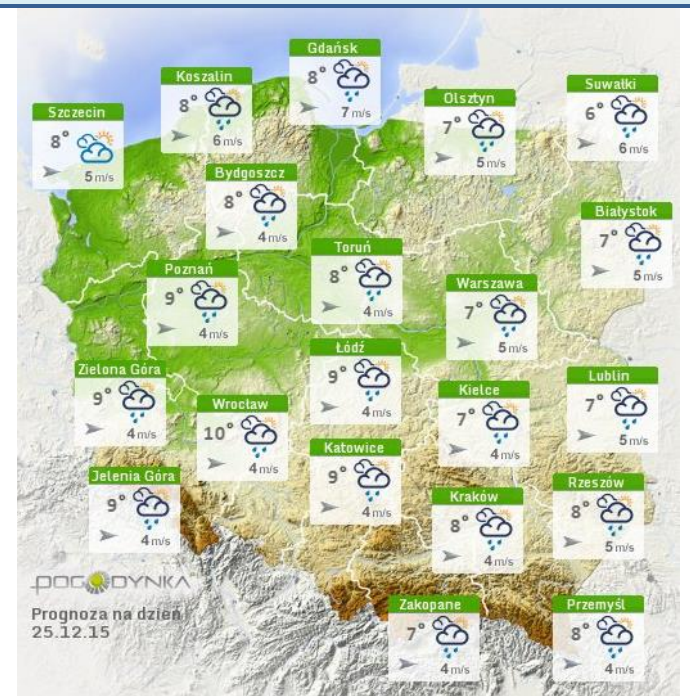 Gdańsk
8°
7 m/s
Koszalin
8°
6 m/s
Suwałki
6°
6 m/s
Olsztyn
7°
5 m/s
Szczecin
8°
5 m/s
Bydgoszcz
8°
4 m/s
Białystok
7°
5 m/s
Toruń
8°
4 m/s
Poznań
9°
4 m/s
Warszawa
7°
5 m/s
Łódź
9°
4 m/s
Zielona Góra
9°
4 m/s
Lublin
7°
5 m/s
Kielce
7°
4 m/s
Wrocław
10°
4 m/s
Katowice
9°
4 m/s
Jelenia Góra
9°
4 m/s
Rzeszów
8°
5 m/s
Kraków
8°
4 m/s
POGODYNKA
Prognoza na dzień
25.12.15
Zakopane
7°
4 m/s
Przemyśl
8°
4 m/s